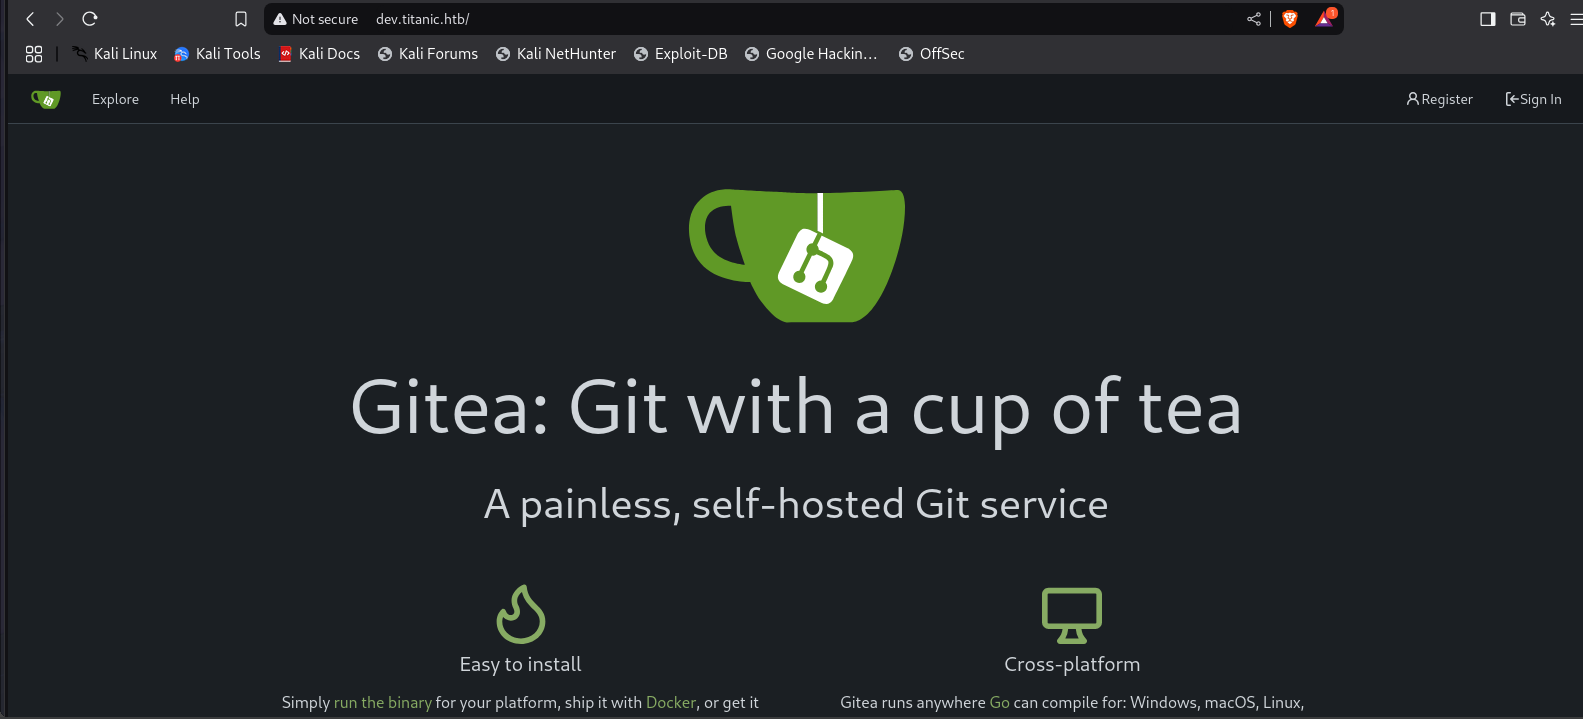 Not secure dev.titanic.htb/ 1
Kali Linux Kali Tools Kali Docs Kali Forums Kali NetHunter Exploit-DB Google Hackin... OffSec
Explore Help Register Sign In
Gitea: Git with a cup of tea
A painless, self-hosted Git service
Easy to install Cross-platform
Simply run the binary for your platform, ship it with Docker, or get it Gitea runs anywhere Go can compile for: Windows, macOS, Linux,